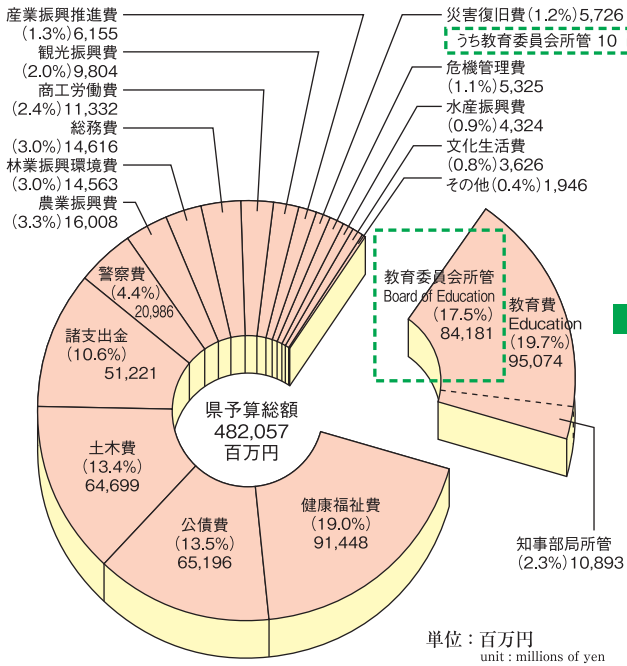 産業振興推進費
(1.3%)6,155
観光振興費
(2.0%)9,804
商工労働費
(2.4%)11,332
総務費
(3.0%)14,616
林業振興環境費
(3.0%)14,563
農業振興費
(3.3%)16,008
災害復旧費(1.2%)5,726
うち教育委員会所管 10
危機管理費
(1.1%)5,325
水産振興費
(0.9%)4,324
文化生活費
(0.8%)3,626
その他(0.4%)1,946
警察費
(4.4%)
20,986
諸支出金
(10.6%)
51,221
土木費
(13.4%)
64,699
公債費
(13.5%)
65,196
健康福祉費
(19.0%)
91,448
県予算総額
482,057
百万円
教育委員会所管
Board of Education
(17.5%)
84,181
教育費
Education
(19.7%)
95,074
知事部局所管
(2.3%)10,893
単位：百万円
unit : millions of yen